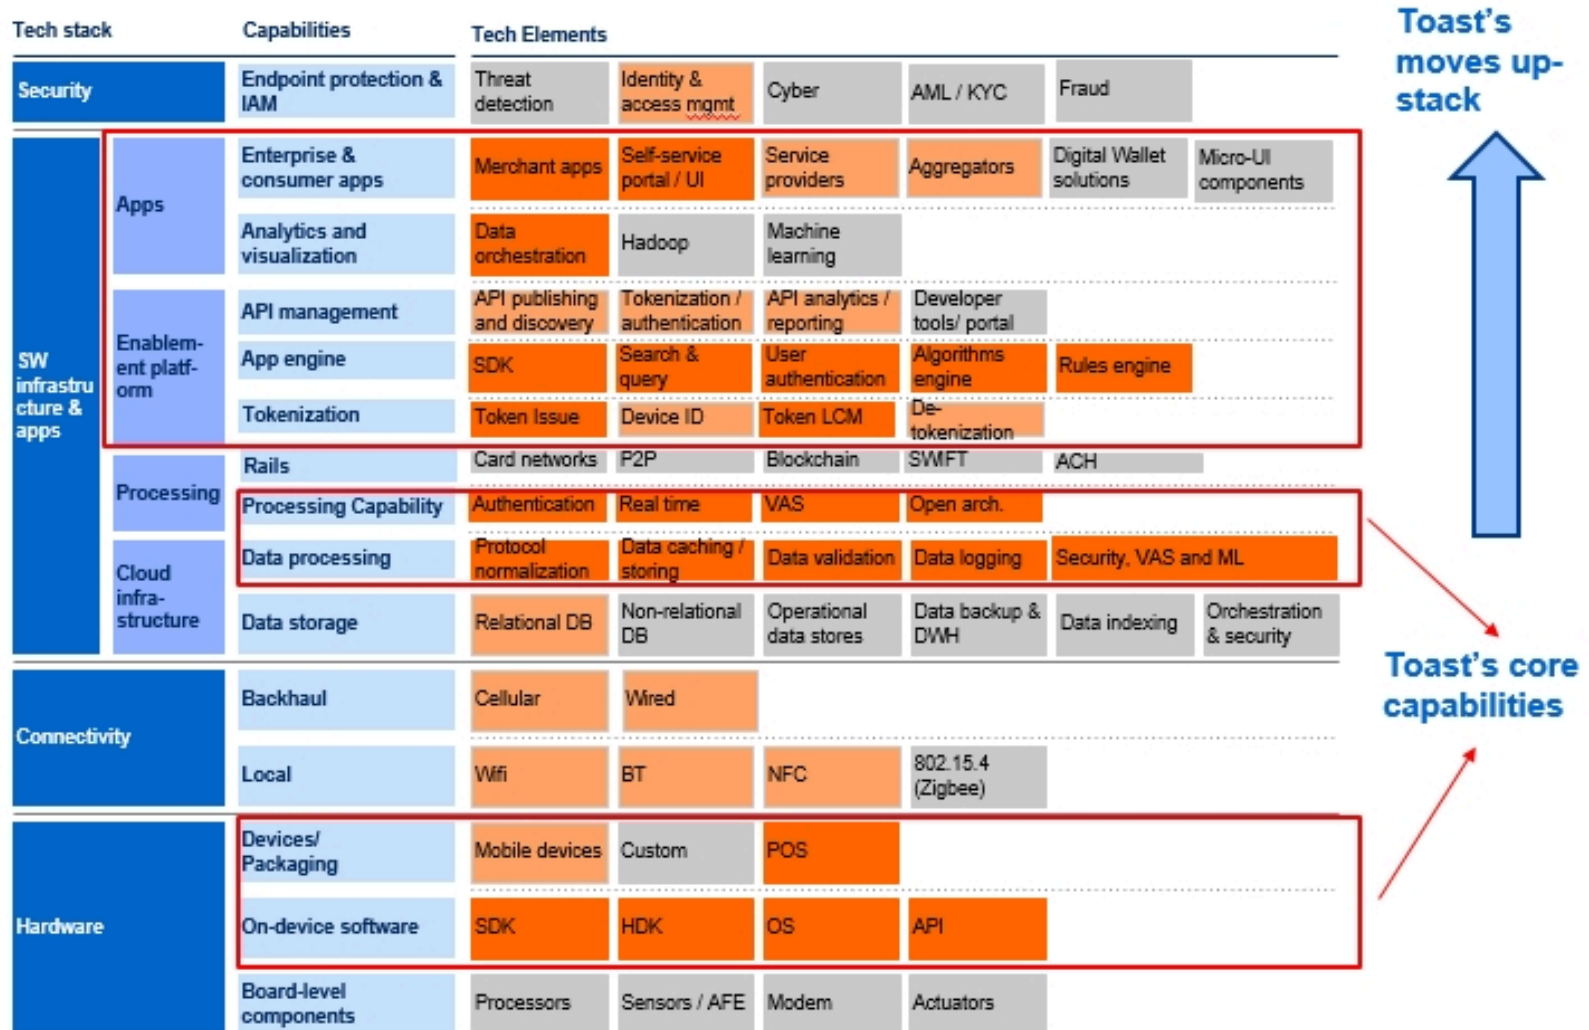 Tech stack
Capabilities
Tech Elements
Toast's
moves up-
stack
Security
Endpoint protection &
IAM
Threat
detection
Identity &
access mgmt
Cyber
AML / KYC
Fraud
SW
infrastru
cture &
apps
Apps
Enterprise &
consumer apps
Merchant apps
Self-service
portal / UI
Service
providers
Aggregators
Digital Wallet
solutions
Micro-UI
components
Analytics and
visualization
Data
orchestration
Hadoop
Machine
learning
Enablem-
ent platf-
orm
API management
API publishing
and discovery
Tokenization /
authentication
API analytics /
reporting
Developer
tools/ portal
App engine
SDK
Search &
query
User
authentication
Algorithms
engine
Rules engine
Tokenization
Token Issue
Device ID
Token LCM
De-
tokenization
Processing
Rails
Card networks
P2P
Blockchain
SWIFT
ACH
Processing Capability
Authentication
Real time
VAS
Open arch.
Cloud
infra-
structure
Data processing
Protocol
normalization
Data caching /
storing
Data validation
Data logging
Security, VAS and ML
Data storage
Relational DB
Non-relational
DB
Operational
data stores
Data backup &
DWH
Data indexing
Orchestration
& security
Toast's core
capabilities
Connectivity
Backhaul
Cellular
Wired
Local
Wifi
BT
NFC
802.15.4
(Zigbee)
Hardware
Devices/
Packaging
Mobile devices
Custom
POS
On-device software
SDK
HDK
OS
API
Board-level
components
Processors
Sensors / AFE
Modem
Actuators